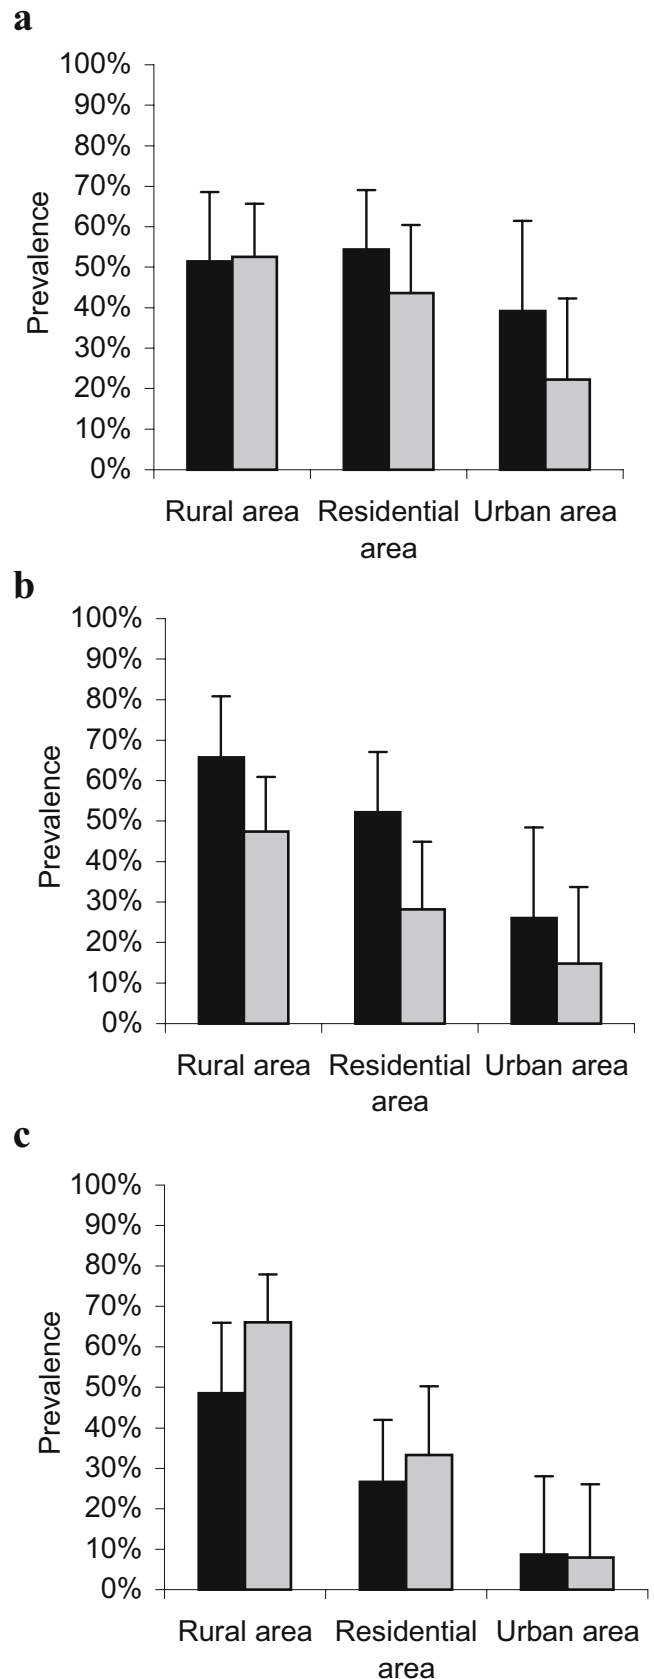 a
100%
90%
80%
70%
60%
50%
40%
30%
20%
10%
0%
Prevalence
Rural area
Residential
area
Urban area
b
100%
90%
80%
70%
60%
50%
40%
30%
20%
10%
0%
Prevalence
Rural area
Residential
area
Urban area
c
100%
90%
80%
70%
60%
50%
40%
30%
20%
10%
0%
Prevalence
Rural area
Residential
area
Urban area